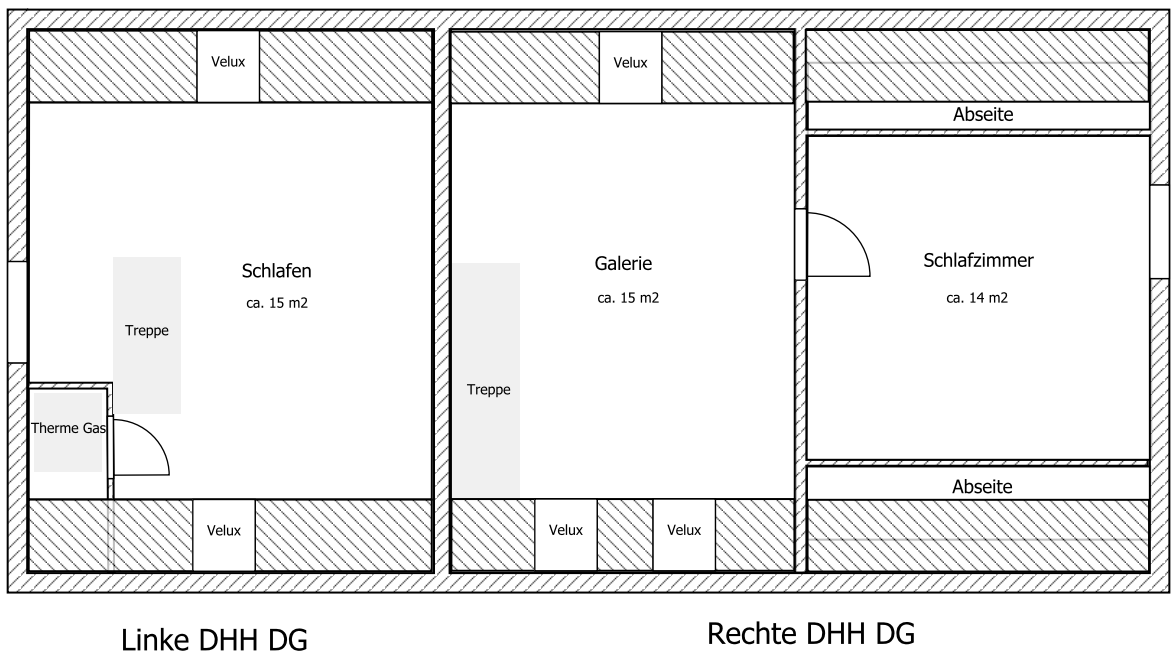 Velux
Schlafen
ca. 15 m2
Treppe
Therme Gas
Velux
Linke DHH DG
Velux
Galerie
ca. 15 m2
Treppe
Velux
Velux
Abseite
Schlafzimmer
ca. 14 m2
Abseite
Rechte DHH DG